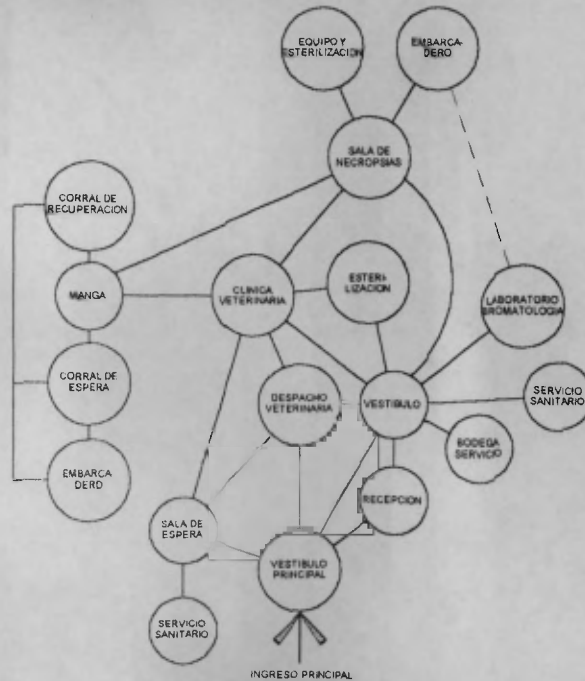 EQUIPO Y
ESTERILIZACION
EMBARCA-
DERO
SALA DE
NECROPSIAS
CORRAL DE
RECUPERACION
MANGA
CLINICA
VETERINARIA
ESTERI-
LIZACION
LABORATORIO
BROMATOLOGIA
CORRAL DE
ESPERA
DESPACHO
VETERINARIA
VESTIBULO
SERVICIO
SANITARIO
BODEGA
SERVICIO
EMBARCA
DERO
RECEPCION
SALA DE
ESPERA
VESTIBULO
PRINCIPAL
SERVICIO
SANITARIO
INGRESO PRINCIPAL